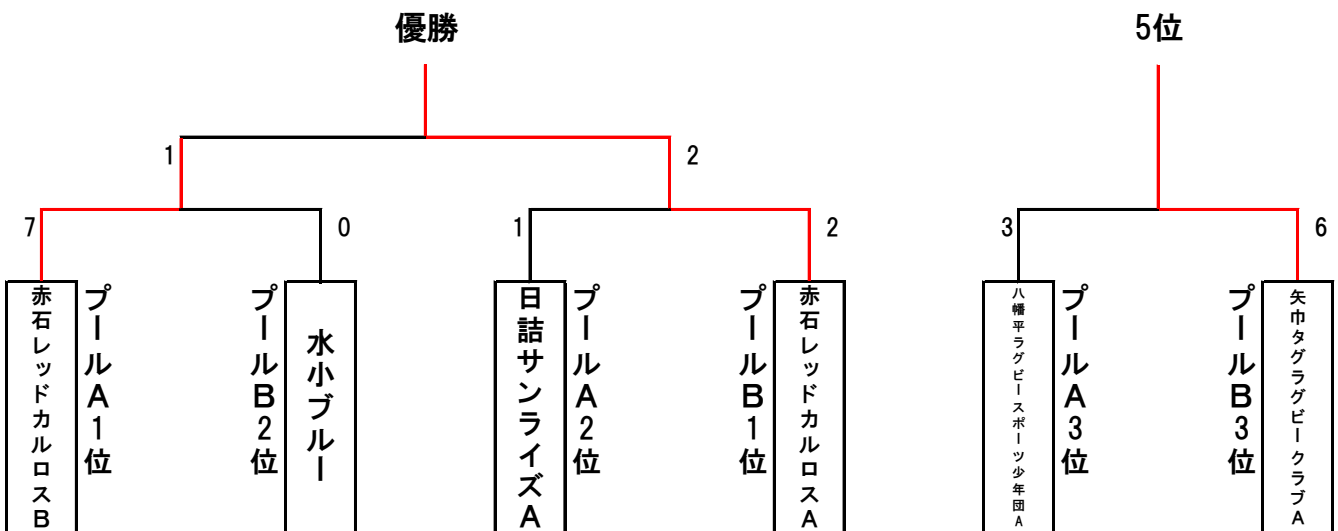 優勝
5位
1
2
7
0
1
2
3
6
赤石レッドカルロスB
プールA1位
プールB2位
水小ブルー
日詰サンライズA
プールA2位
プールB1位
赤石レッドカルロスA
八幡平ラグビースポーツ少年団A
プールA3位
プールB3位
矢巾タグラグビークラブA